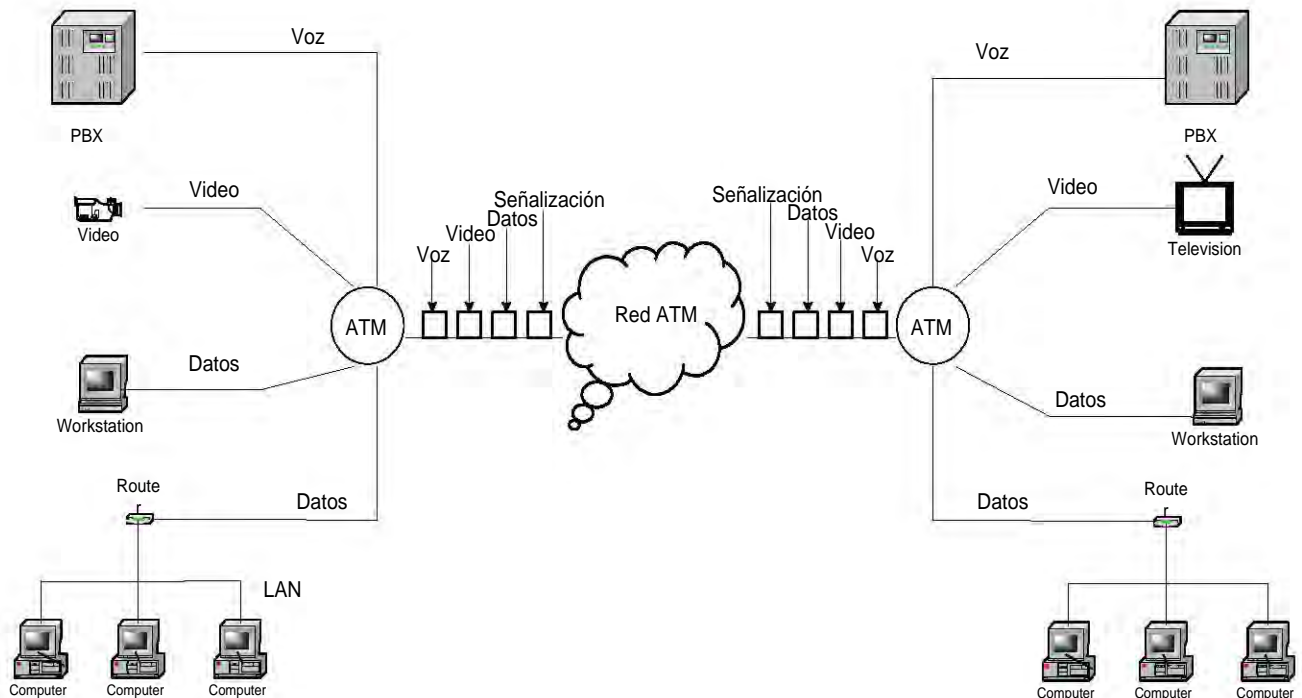 Voz
PBX
Video
Video
Datos
Workstation
Route
Datos
LAN
Computer
Computer
Computer
ATM
Voz
Video
Datos
Señalización
Red ATM
Señalización
Datos
Video
Voz
ATM
Voz
PBX
Video
Television
Datos
Workstation
Datos
Route
Computer
Computer
Computer